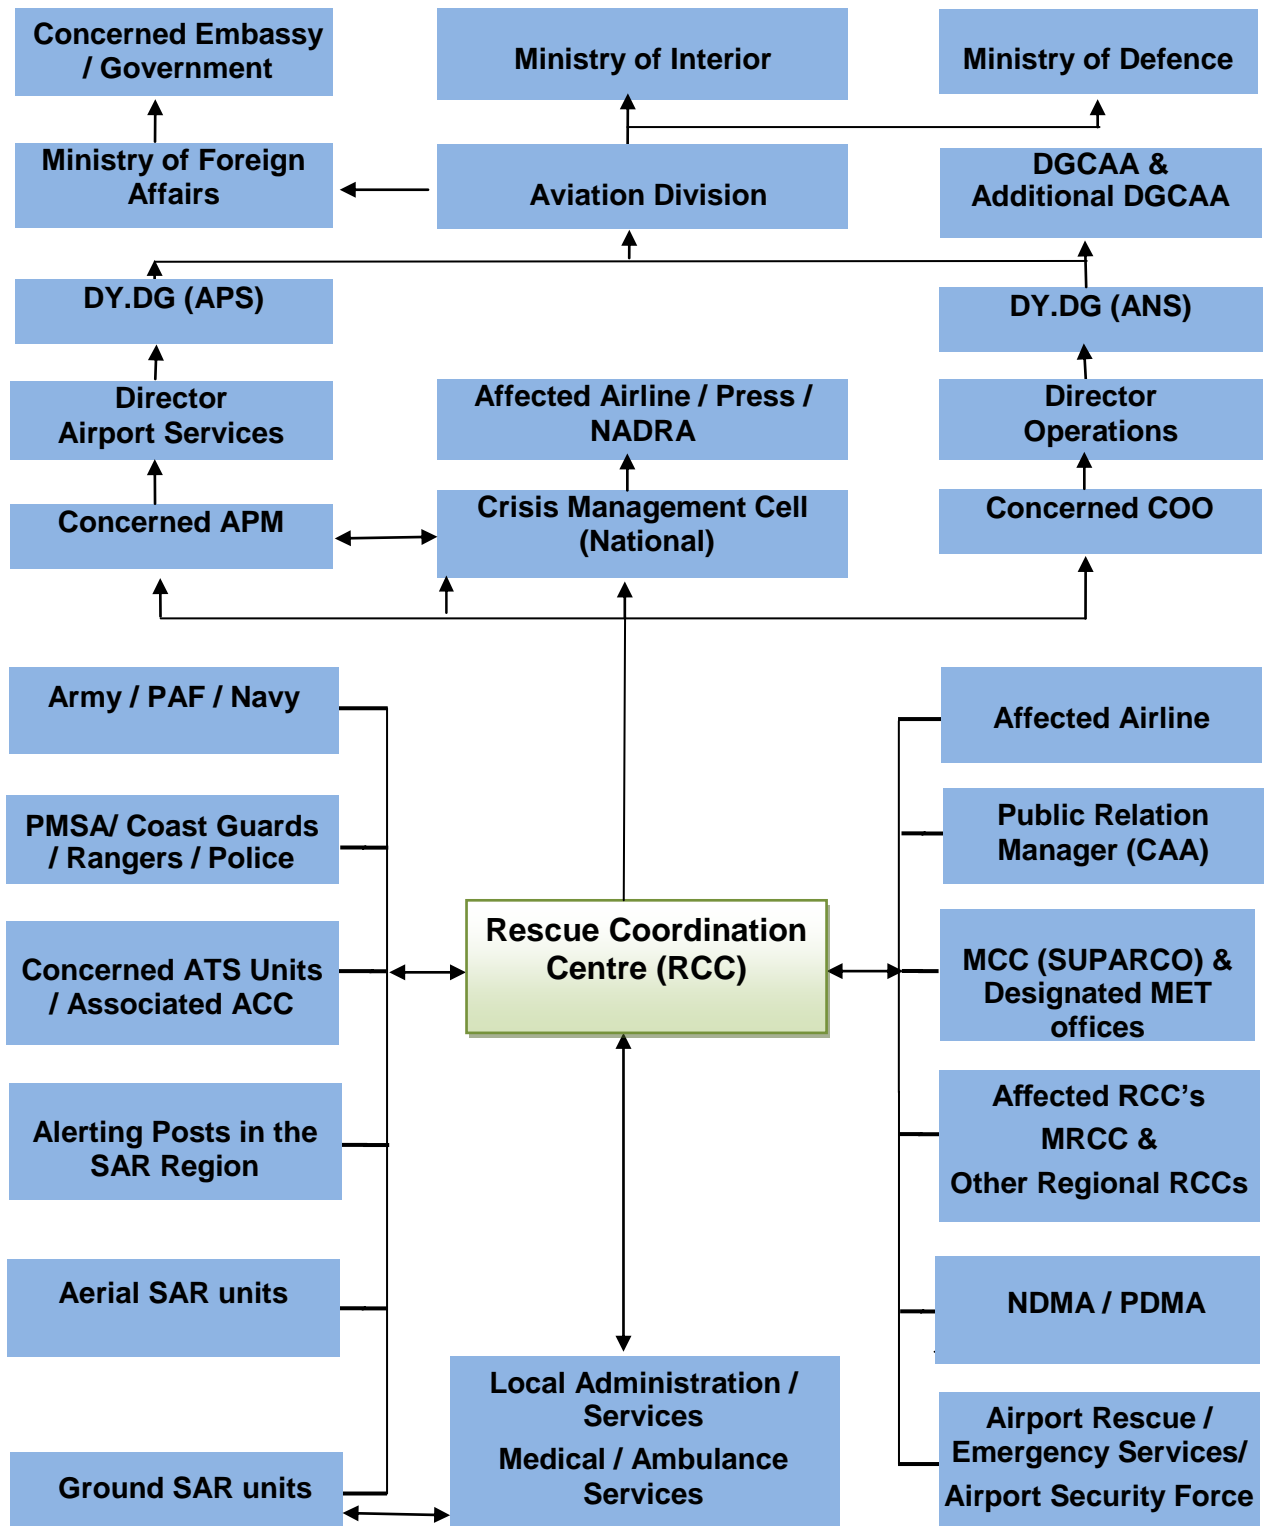 Concerned Embassy
/ Government
Ministry of Interior
Ministry of Defence
Ministry of Foreign
Affairs
Aviation Division
DGCAA &
Additional DGCAA
DY.DG (APS)
DY.DG (ANS)
Director
Airport Services
Affected Airline / Press /
NADRA
Director
Operations
Concerned APM
Crisis Management Cell
(National)
Concerned COO
Army / PAF / Navy
Affected Airline
PMSA/ Coast Guards
/ Rangers / Police
Public Relation
Manager (CAA)
Rescue Coordination
Centre (RCC)
Concerned ATS Units
/ Associated ACC
MCC (SUPARCO) &
Designated MET
offices
Alerting Posts in the
SAR Region
Affected RCC’s
MRCC &
Other Regional RCCs
Aerial SAR units
NDMA / PDMA
Local Administration /
Services
Medical / Ambulance
Services
Ground SAR units
Airport Rescue /
Emergency Services/
Airport Security Force